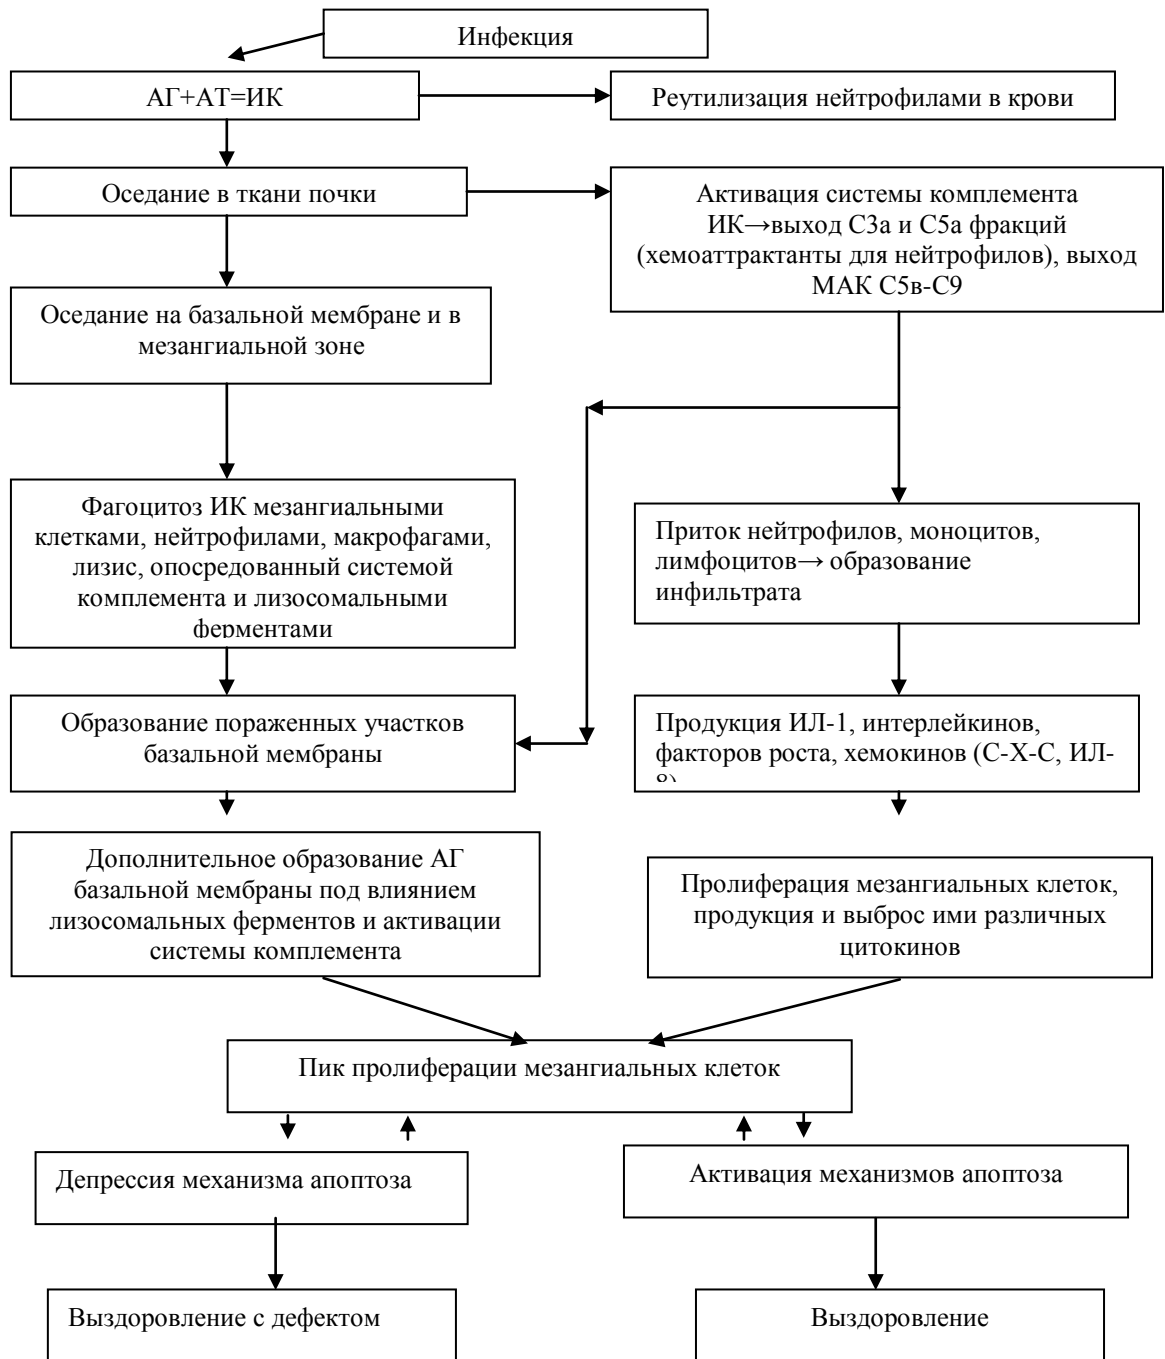 Инфекция
АГ+АТ=ИК
Реутилизация нейтрофилами в крови
Оседание в ткани почки
Активация системы комплемента
ИК→выход С3а и С5а фракций
(хемоаттрактанты для нейтрофилов), выход
МАК С5в-С9
Оседание на базальной мембране и в
мезангиальной зоне
Фагоцитоз ИК мезангиальными
клетками, нейтрофилами, макрофагами,
лизис, опосредованный системой
комплемента и лизосомальными
ферментами
Приток нейтрофилов, моноцитов,
лимфоцитов→ образование
инфильтрата
Образование пораженных участков
базальной мембраны
Продукция ИЛ-1, интерлейкинов,
факторов роста, хемокинов (С-Х-С, ИЛ-
8)
Дополнительное образование АГ
базальной мембраны под влиянием
лизосомальных ферментов и активации
системы комплемента
Пролиферация мезангиальных клеток,
продукция и выброс ими различных
цитокинов
Пик пролиферации мезангиальных клеток
Депрессия механизма апоптоза
Активация механизмов апоптоза
Выздоровление с дефектом
Выздоровление